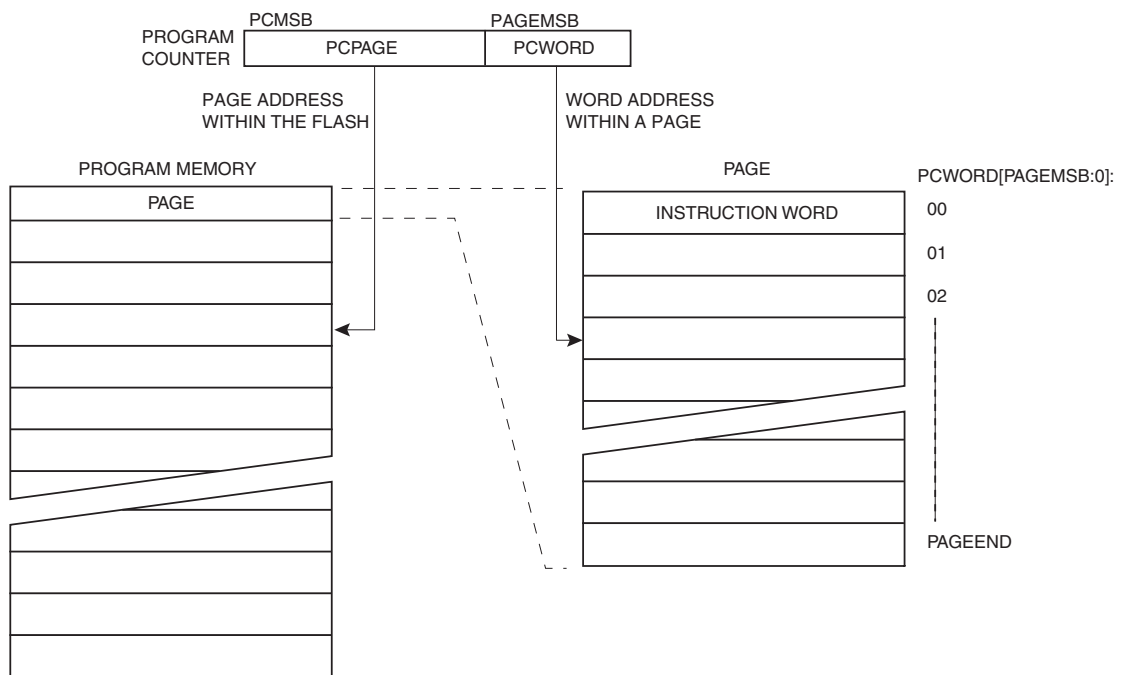 PCMSB
PAGEMSB
PROGRAM
COUNTER
PCPAGE
PCWORD
PAGE ADDRESS
WITHIN THE FLASH
WORD ADDRESS
WITHIN A PAGE
PROGRAM MEMORY
PAGE
PAGE
INSTRUCTION WORD
PCWORD[PAGEMSB:0]:
00
01
02
PAGEEND